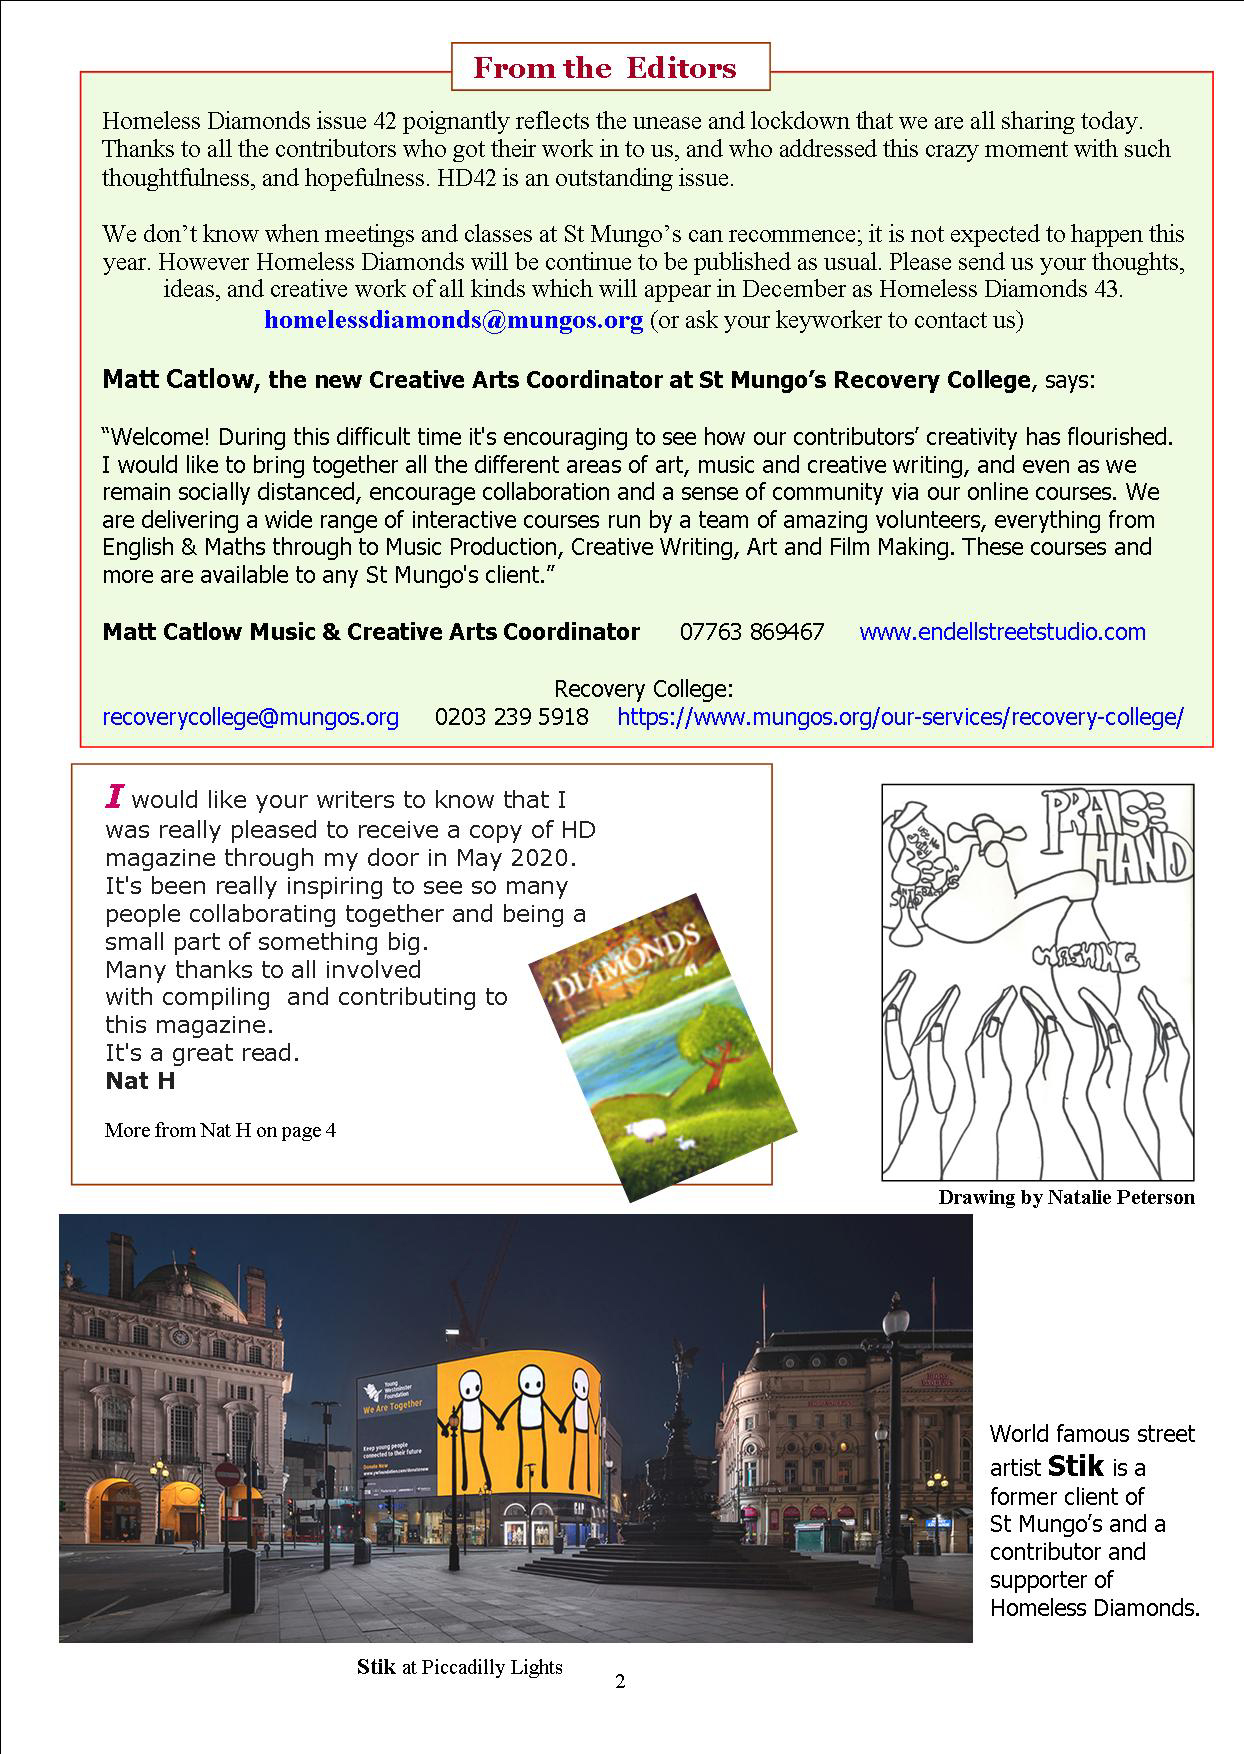 From the Editors
Homeless Diamonds issue 42 poignantly reflects the unease and lockdown that we are all sharing today.
Thanks to all the contributors who got their work in to us, and who addressed this crazy moment with such
thoughtfulness, and hopefulness. HD42 is an outstanding issue.
We don’t know when meetings and classes at St Mungo’s can recommence; it is not expected to happen this
year. However Homeless Diamonds will be continue to be published as usual. Please send us your thoughts,
ideas, and creative work of all kinds which will appear in December as Homeless Diamonds 43.
homelessdiamonds@mungos.org (or ask your keyworker to contact us)
Matt Catlow, the new Creative Arts Coordinator at St Mungo’s Recovery College, says:
“Welcome! During this difficult time it's encouraging to see how our contributors’ creativity has flourished.
I would like to bring together all the different areas of art, music and creative writing, and even as we
remain socially distanced, encourage collaboration and a sense of community via our online courses. We
are delivering a wide range of interactive courses run by a team of amazing volunteers, everything from
English & Maths through to Music Production, Creative Writing, Art and Film Making. These courses and
more are available to any St Mungo's client.”
Matt Catlow Music & Creative Arts Coordinator 07763 869467 www.endellstreetstudio.com
Recovery College:
recoverycollege@mungos.org 0203 239 5918 https://www.mungos.org/our-services/recovery-college/
I would like your writers to know that I
was really pleased to receive a copy of HD
magazine through my door in May 2020.
It's been really inspiring to see so many
people collaborating together and being a
small part of something big.
Many thanks to all involved
with compiling and contributing to
this magazine.
It's a great read.
Nat H
More from Nat H on page 4
DIAMONDS
41
PRAISE
HAND
SOAP
WASHING
Drawing by Natalie Peterson
Young
Westminster
Foundation
We Are Together
Keep young people
connected to their future
Donate Now
www.ywfoundation.com/donatenow
GAP
World famous street
artist Stik is a
former client of
St Mungo’s and a
contributor and
supporter of
Homeless Diamonds.
Stik at Piccadilly Lights
2